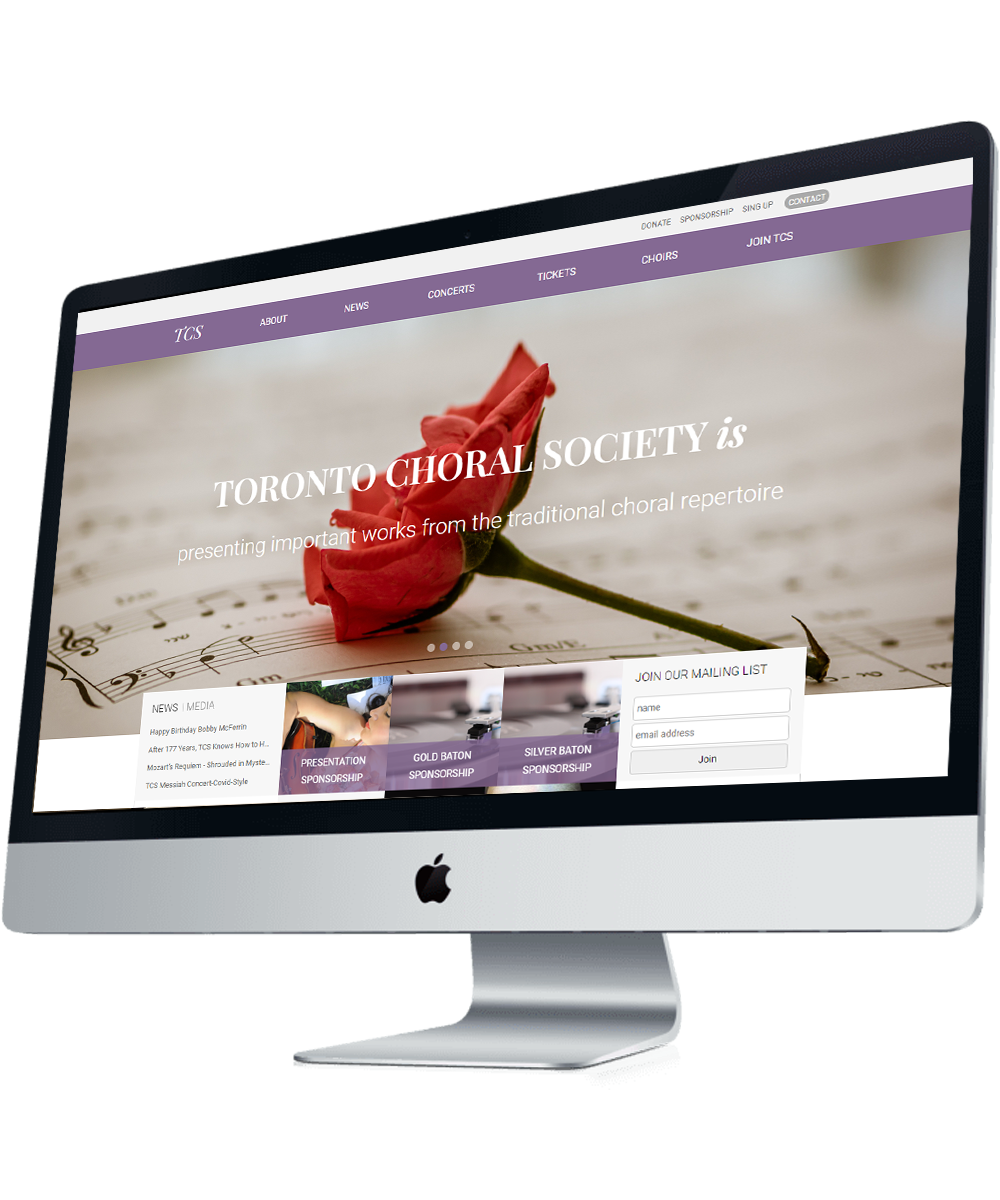 DONATE SPONSORSHIP SING UP CONTACT
TCS ABOUT NEWS CONCERTS TICKETS CHOIRS JOIN TCS
TORONTO CHORAL SOCIETY is
presenting important works from the traditional choral repertoire
Gm
Gm/E
NEWS | MEDIA
Happy Birthday Bobby McFerrin
After 177 Years, TCS Knows How to H...
Mozart's Requiem - Shrouded in Myste...
TCS Messiah Concert-Covid-Style
PRESENTATION
SPONSORSHIP
GOLD BATON
SPONSORSHIP
SILVER BATON
SPONSORSHIP
JOIN OUR MAILING LIST
name
email address
Join